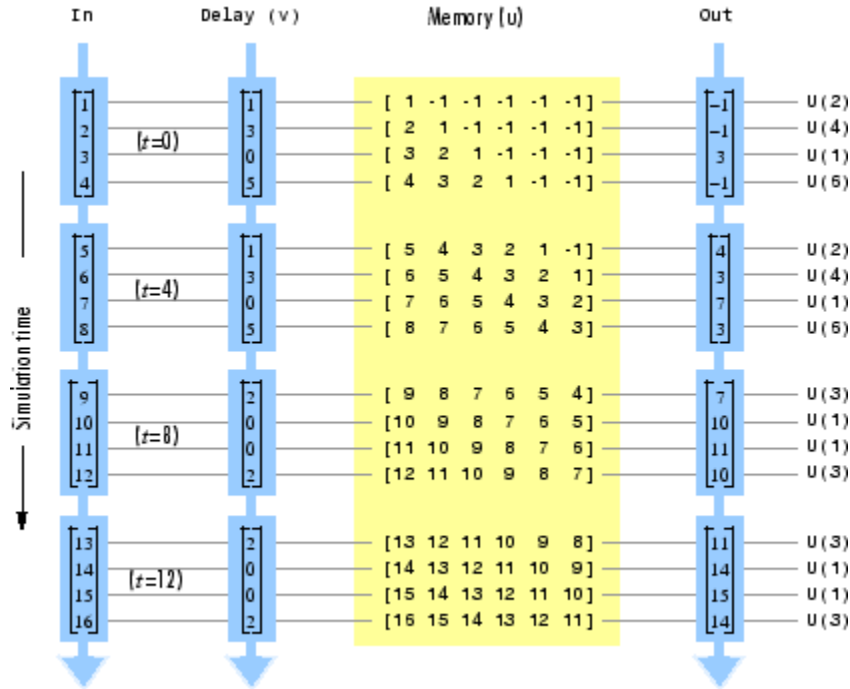 In Delay (v) Memory (u) Out
1 1 [ 1 -1 -1 -1 -1 -1] -1 U(2)
2 3 [ 2 1 -1 -1 -1 -1] -1 U(4)
(t=0)
3 0 [ 3 2 1 -1 -1 -1] 3 U(1)
4 5 [ 4 3 2 1 -1 -1] -1 U(6)
5 1 [ 5 4 3 2 1 -1] 4 U(2)
6 3 [ 6 5 4 3 2 1] 3 U(4)
(t=4)
7 0 [ 7 6 5 4 3 2] 7 U(1)
8 5 [ 8 7 6 5 4 3] 3 U(6)
Simulation time
9 2 [ 9 8 7 6 5 4] 7 U(3)
10 0 [10 9 8 7 6 5] 10 U(1)
(t=8)
11 0 [11 10 9 8 7 6] 11 U(1)
12 2 [12 11 10 9 8 7] 10 U(3)
13 2 [13 12 11 10 9 8] 11 U(3)
14 0 [14 13 12 11 10 9] 14 U(1)
(t=12)
15 0 [15 14 13 12 11 10] 15 U(1)
16 2 [16 15 14 13 12 11] 14 U(3)